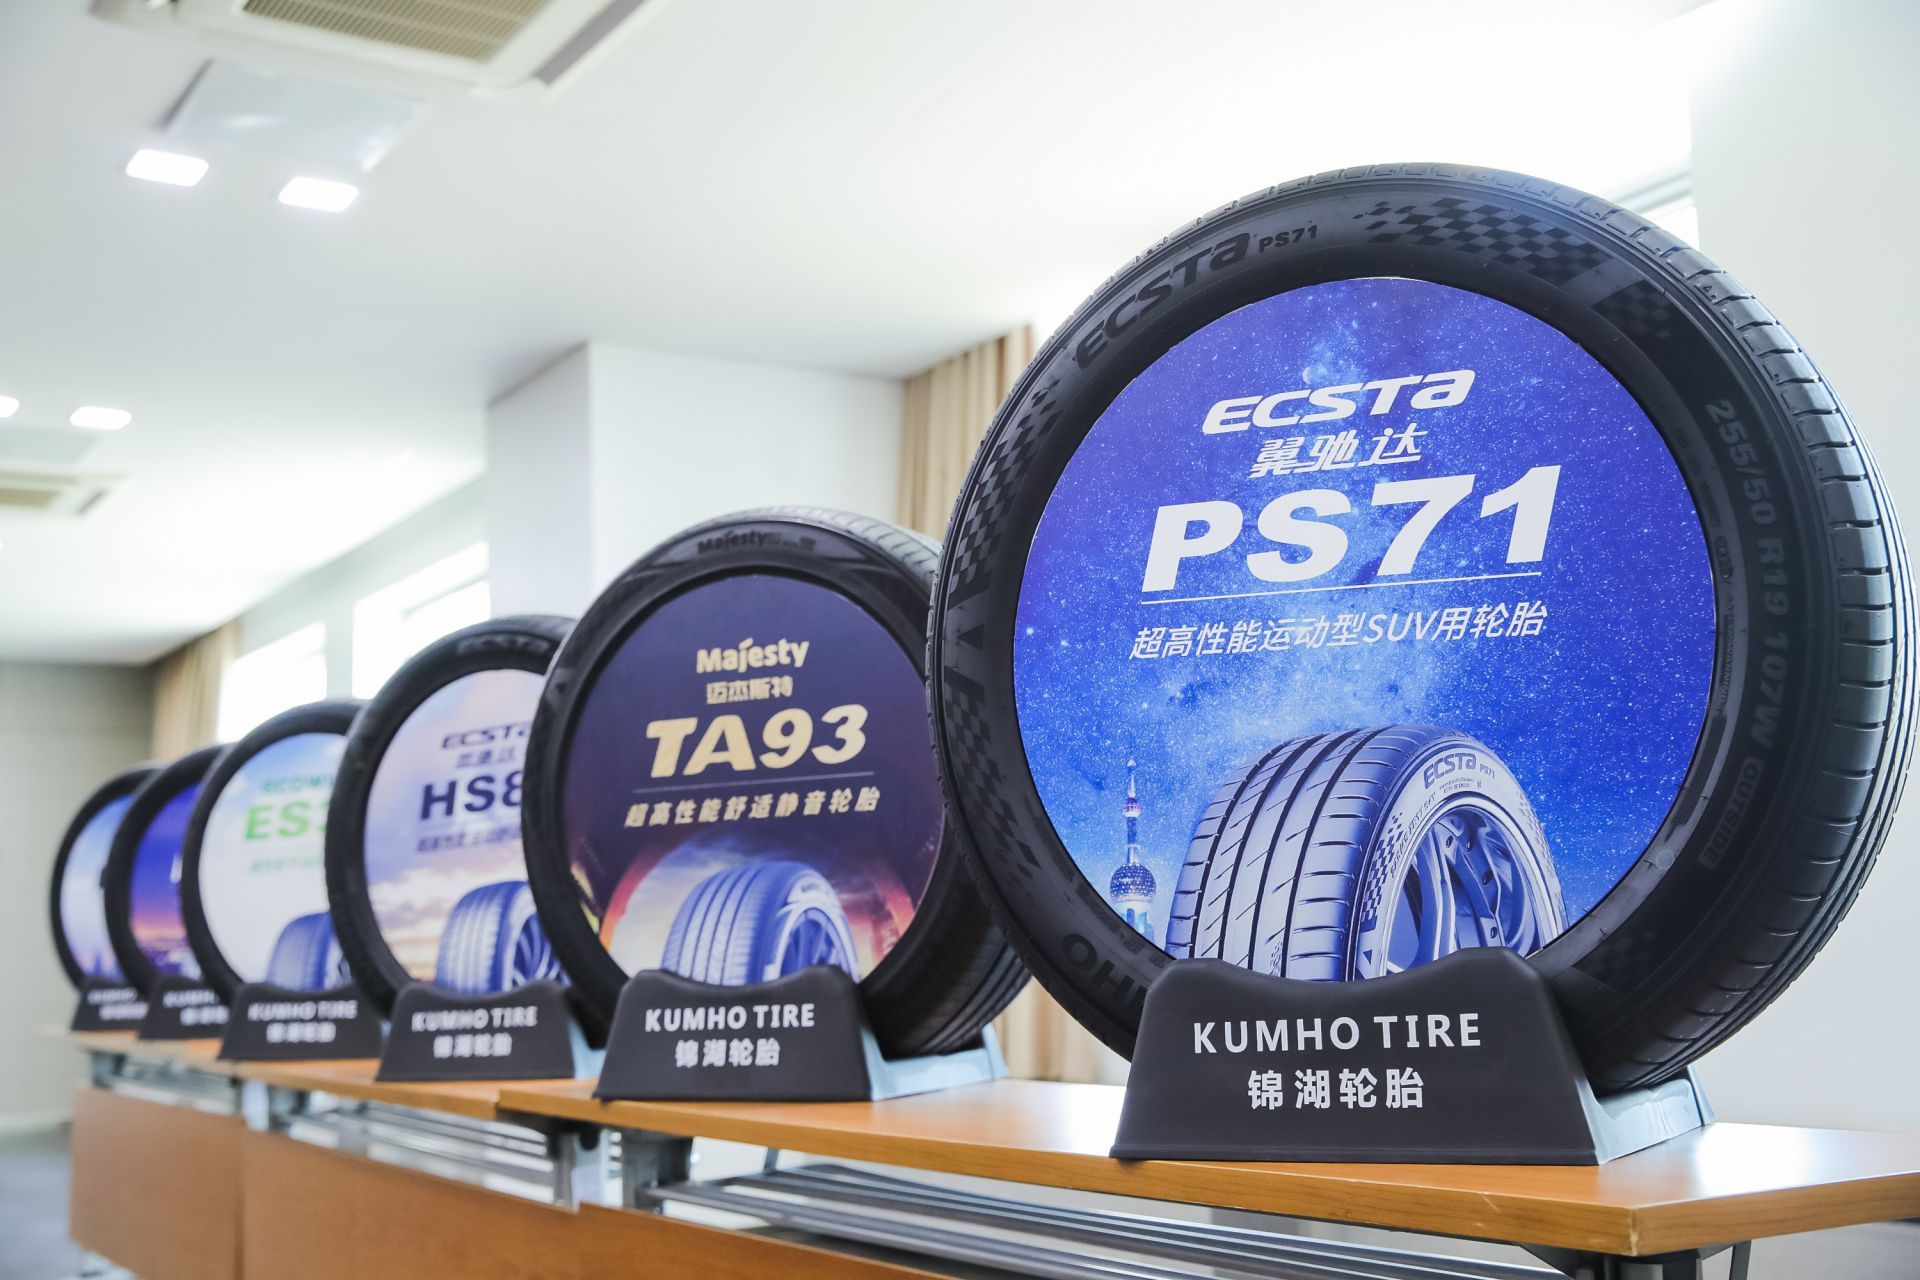 ECSTA PS71
255/50 R19 107W OUTSIDE
ECSTA
翼驰达
PS71
超高性能运动型SUV用轮胎
ECSTA PS71
KUMHO TIRE
锦湖轮胎
Majesty
Majesty
迈杰斯特
TA93
超高性能舒适静音轮胎
KUMHO TIRE
锦湖轮胎
ECSTA
翼驰达
KUMHO TIRE
锦湖轮胎
KUMHO TIRE
锦湖轮胎